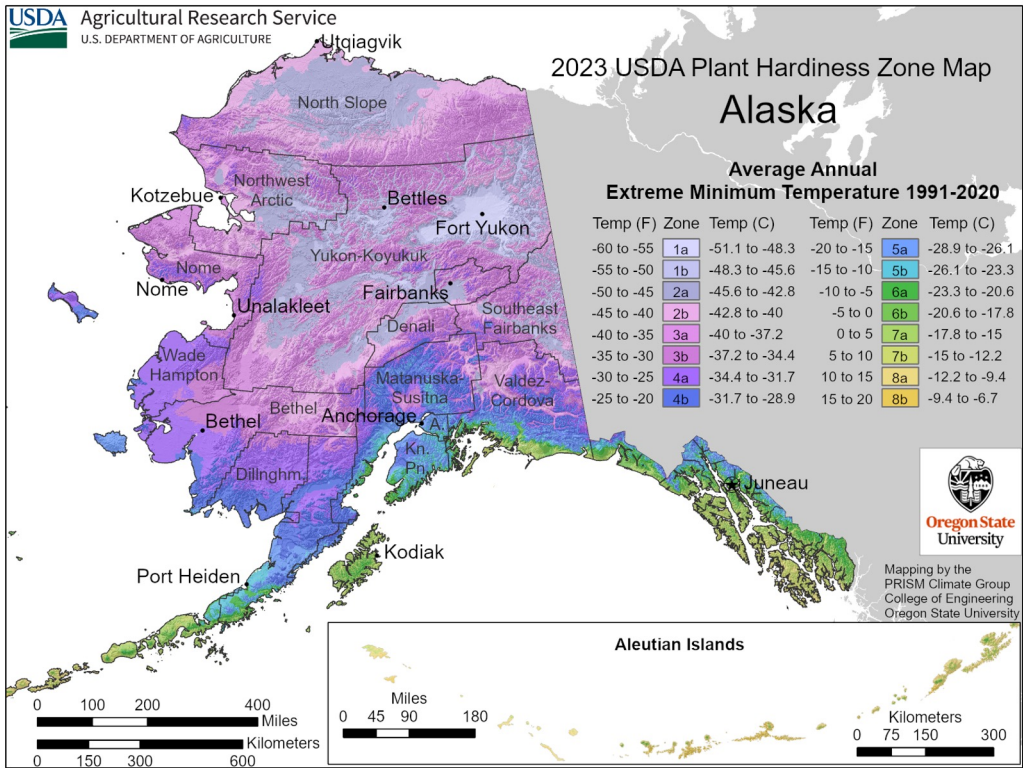 USDA
Agricultural Research Service
U.S. DEPARTMENT OF AGRICULTURE
2023 USDA Plant Hardiness Zone Map
Alaska
Average Annual
Extreme Minimum Temperature 1991-2020
Temp (F) Zone Temp (C) Temp (F) Zone Temp (C)
-60 to -55 1a -51.1 to -48.3 -20 to -15 5a -28.9 to -26.1
-55 to -50 1b -48.3 to -45.6 -15 to -10 5b -26.1 to -23.3
-50 to -45 2a -45.6 to -42.8 -10 to -5 6a -23.3 to -20.6
-45 to -40 2b -42.8 to -40 -5 to 0 6b -20.6 to -17.8
-40 to -35 3a -40 to -37.2 0 to 5 7a -17.8 to -15
-35 to -30 3b -37.2 to -34.4 5 to 10 7b -15 to -12.2
-30 to -25 4a -34.4 to -31.7 10 to 15 8a -12.2 to -9.4
-25 to -20 4b -31.7 to -28.9 15 to 20 8b -9.4 to -6.7
Utqiagvik
North Slope
Northwest
Arctic
Kotzebue
Bettles
Fort Yukon
Yukon-Koyukuk
Nome
Nome
Fairbanks
Unalakleet
Southeast
Fairbanks
Denali
Wade
Hampton
Matanuska-
Susitna
Valdez-
Cordova
Bethel
Anchorage
Bethel
A.
Kn.
Pn.
Dillnghm.
Juneau
Kodiak
Port Heiden
Oregon State
University
Mapping by the
PRISM Climate Group
College of Engineering
Oregon State University
Aleutian Islands
0 100 200 400
Miles
Kilometers
0 150 300 600
Miles
0 45 90 180
Kilometers
0 75 150 300